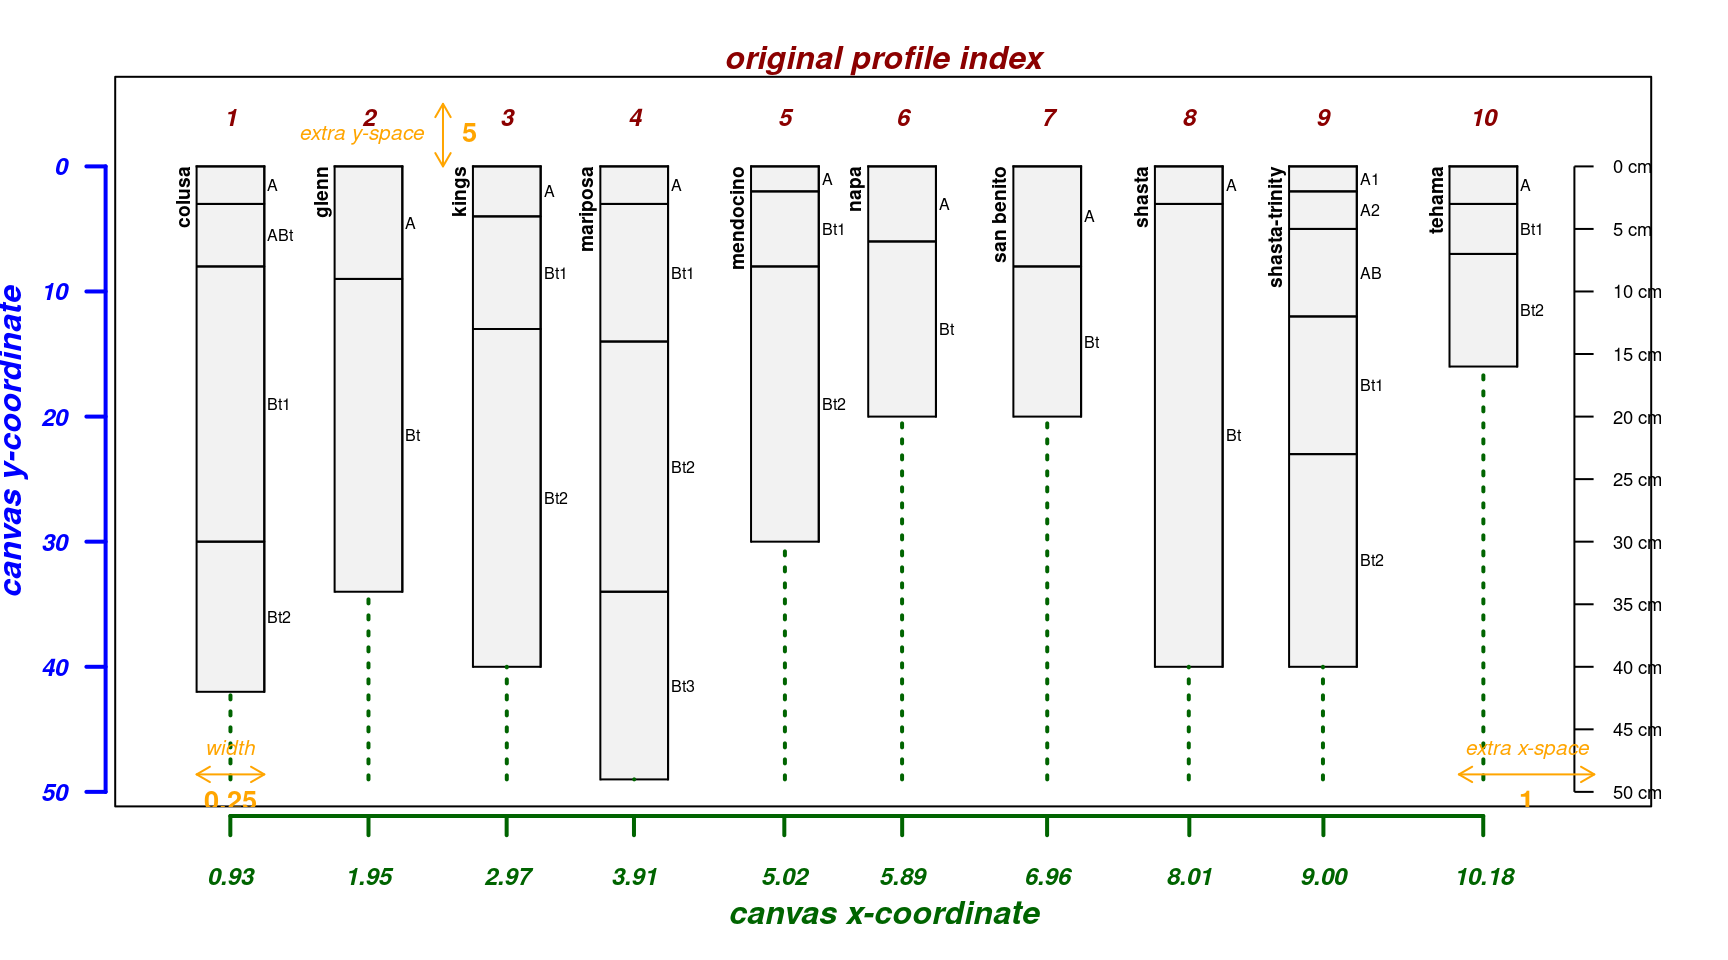 original profile index
1 2 3 4 5 6 7 8 9 10
extra y-space 5
canvas y-coordinate
0
10
20
30
40
50
colusa
A
ABt
Bt1
Bt2
glenn
A
Bt
kings
A
Bt1
Bt2
mariposa
A
Bt1
Bt2
Bt3
mendocino
A
Bt1
Bt2
napa
A
Bt
san benito
A
Bt
shasta
A
Bt
shasta-trinity
A1
A2
AB
Bt1
Bt2
tehama
A
Bt1
Bt2
0 cm
5 cm
10 cm
15 cm
20 cm
25 cm
30 cm
35 cm
40 cm
45 cm
50 cm
width
0.25
extra x-space
1
0.93 1.95 2.97 3.91 5.02 5.89 6.96 8.01 9.00 10.18
canvas x-coordinate